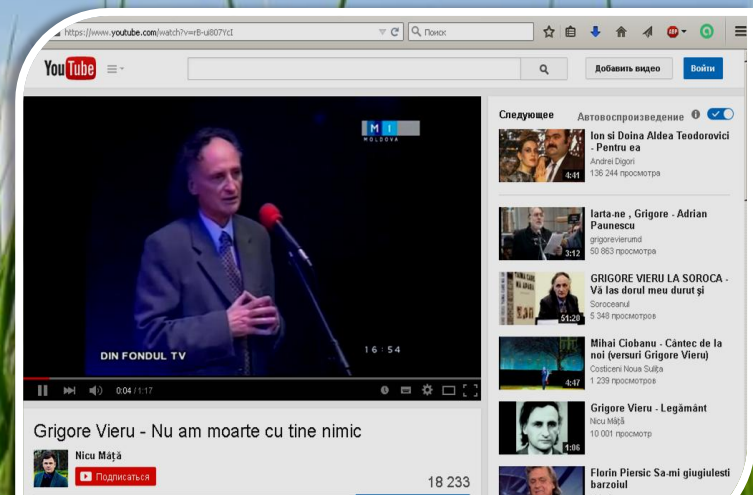 https://www.youtube.com/watch?v=rB-ui807YcI
Поиск
You Tube
Добавить видео
Войти
MI
MOLDOVA
DIN FONDUL TV
16:54
0:04 / 1:17
Grigore Vieru - Nu am moarte cu tine nimic
Nicu Mâță
Подписаться
18 233
Следующее
Автовоспроизведение
Ion si Doina Aldea Teodorovici
- Pentru ea
Andrei Digori
136 244 просмотра
4:41
Iarta-ne , Grigore - Adrian
Paunescu
grigorevierumd
50 863 просмотра
3:12
GRIGORE VIERU LA SOROCA -
Vă las dorul meu durut şi
Soroceanul
5 348 просмотров
51:20
Mihai Ciobanu - Cântec de la
noi (versuri Grigore Vieru)
Costiceni Noua Sulița
1 239 просмотров
4:47
Grigore Vieru - Legământ
Nicu Mâță
10 001 просмотр
1:06
Florin Piersic Sa-mi giugiulesti
barzoiul